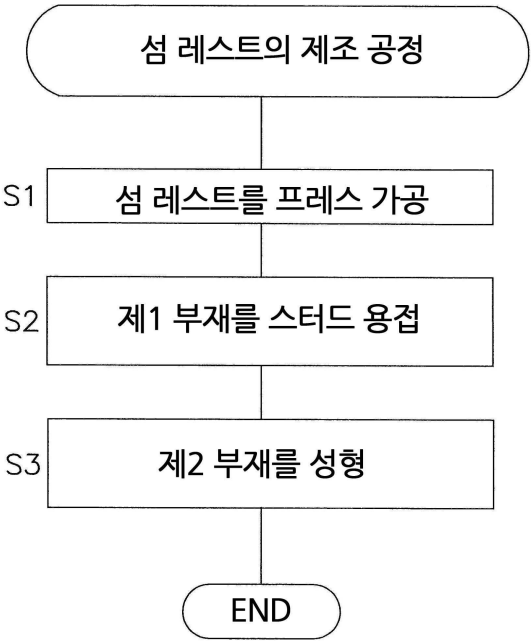 섬 레스트의 제조 공정
S1 섬 레스트를 프레스 가공
S2 제1 부재를 스터드 용접
S3 제2 부재를 성형
END